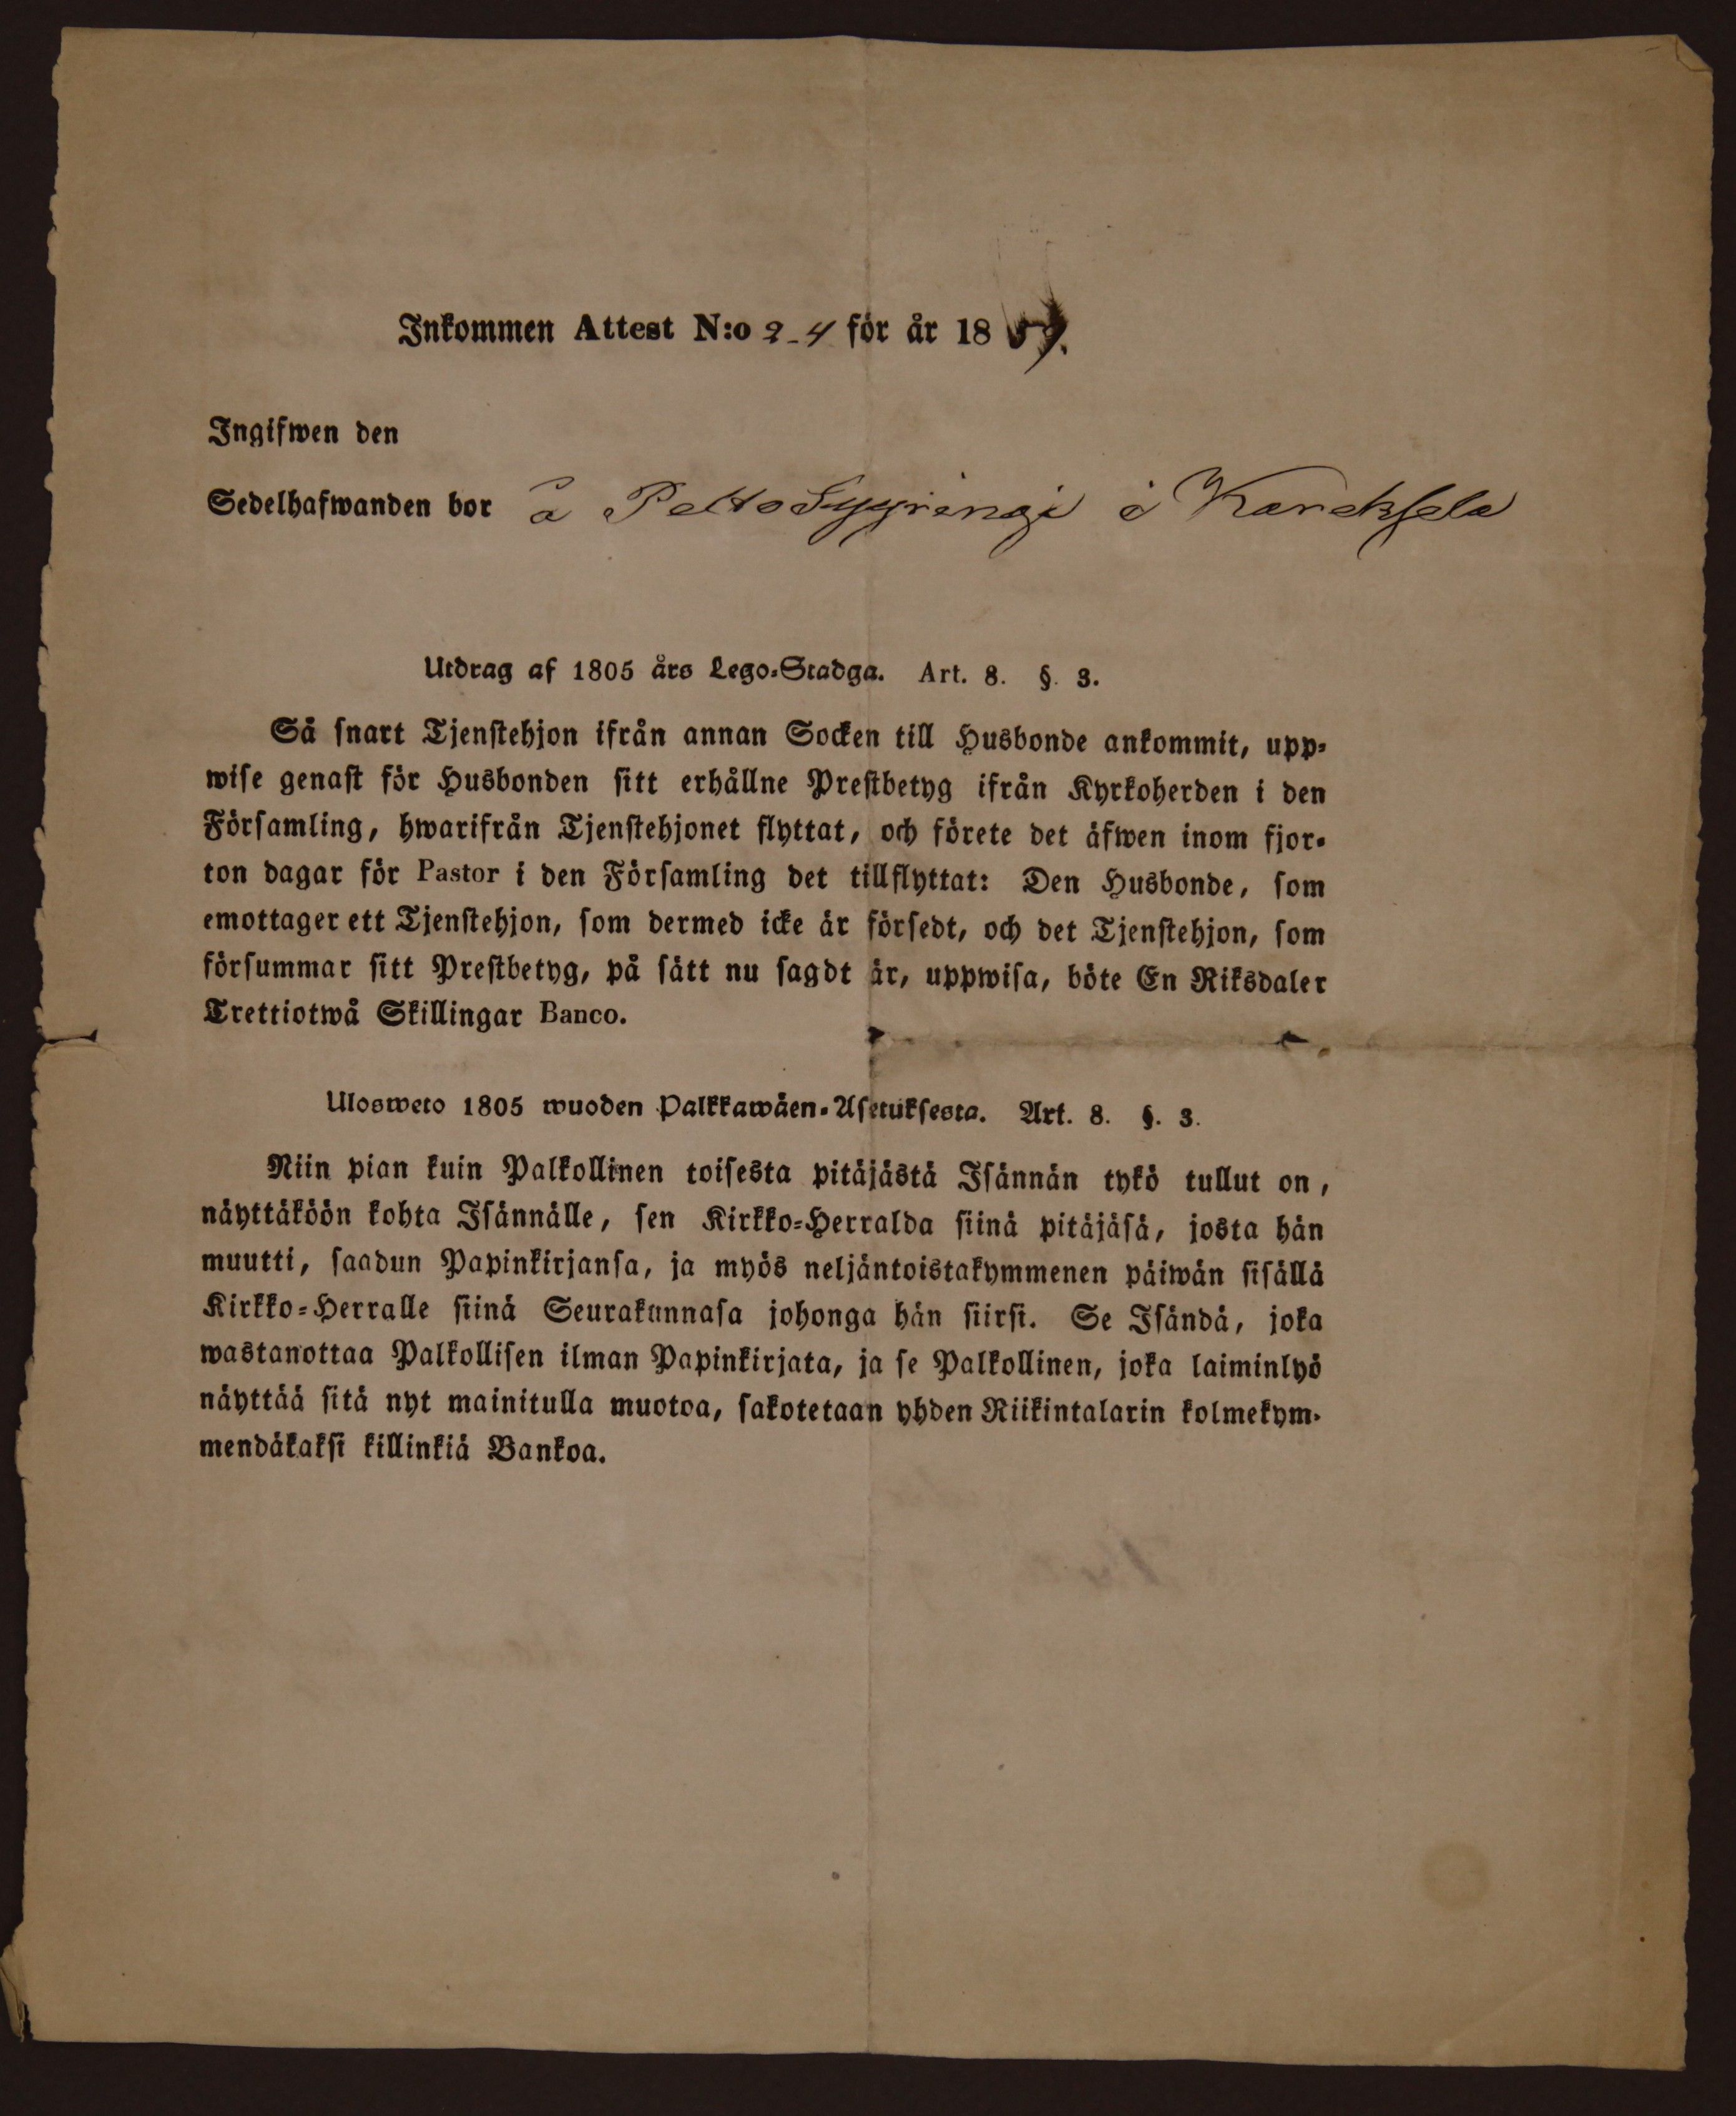 Inkommen Attest N:o 2-4 för år 18
Ingifwen den
Sedelhafwanden bor å Pelto i
Utdrag af 1805 års Lego-Stadga. Art. 8. §. 3.
Så snart Tjenstehjon ifrån annan Socken till Husbonde ankommit, upp-
wise genast för Husbonden sitt erhållne Prestbetyg ifrån Kyrkoherden i den
Församling, hwarifrån Tjenstehjonet flyttat, och förete det äfwen inom fjor-
ton dagar för Pastor i den Församling det tillflyttat: Den Husbonde, som
emottager ett Tjenstehjon, som dermed icke är försedt, och det Tjenstehjon, som
försummar sitt Prestbetyg, på sätt nu sagdt är, uppwisa, böte En Riksdaler
Trettiotwå Skillingar Banco.
Ulosweto 1805 wuoden Palkkawäen-Asetuksesta. Art. 8. §. 3.
Niin pian kuin Palkollinen toisesta pitäjästä Isännän tykö tullut on,
näyttäköön kohta Isännälle, sen Kirkko-Herralda siinä pitäjäsä, josta hän
muutti, saadun Papinkirjansa, ja myös neljäntoistakymmenen päiwän sisällä
Kirkko-Herralle siinä Seurakunnasa johonga hän siirsi. Se Isändä, joka
wastanottaa Palkollisen ilman Papinkirjata, ja se Palkollinen, joka laiminlyö
näyttää sitä nyt mainitulla muotoa, sakotetaan yhden Riikintalarin kolmekym-
mendäkaksi killinkiä Bankoa.